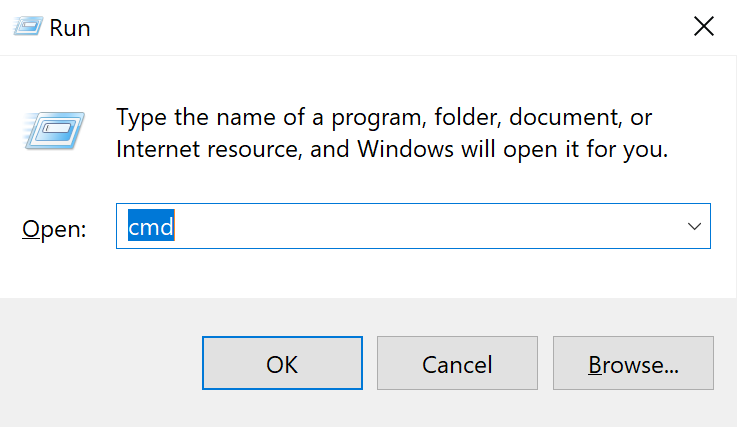 Run
Type the name of a program, folder, document, or
Internet resource, and Windows will open it for you.
Open: cmd
OK Cancel Browse...